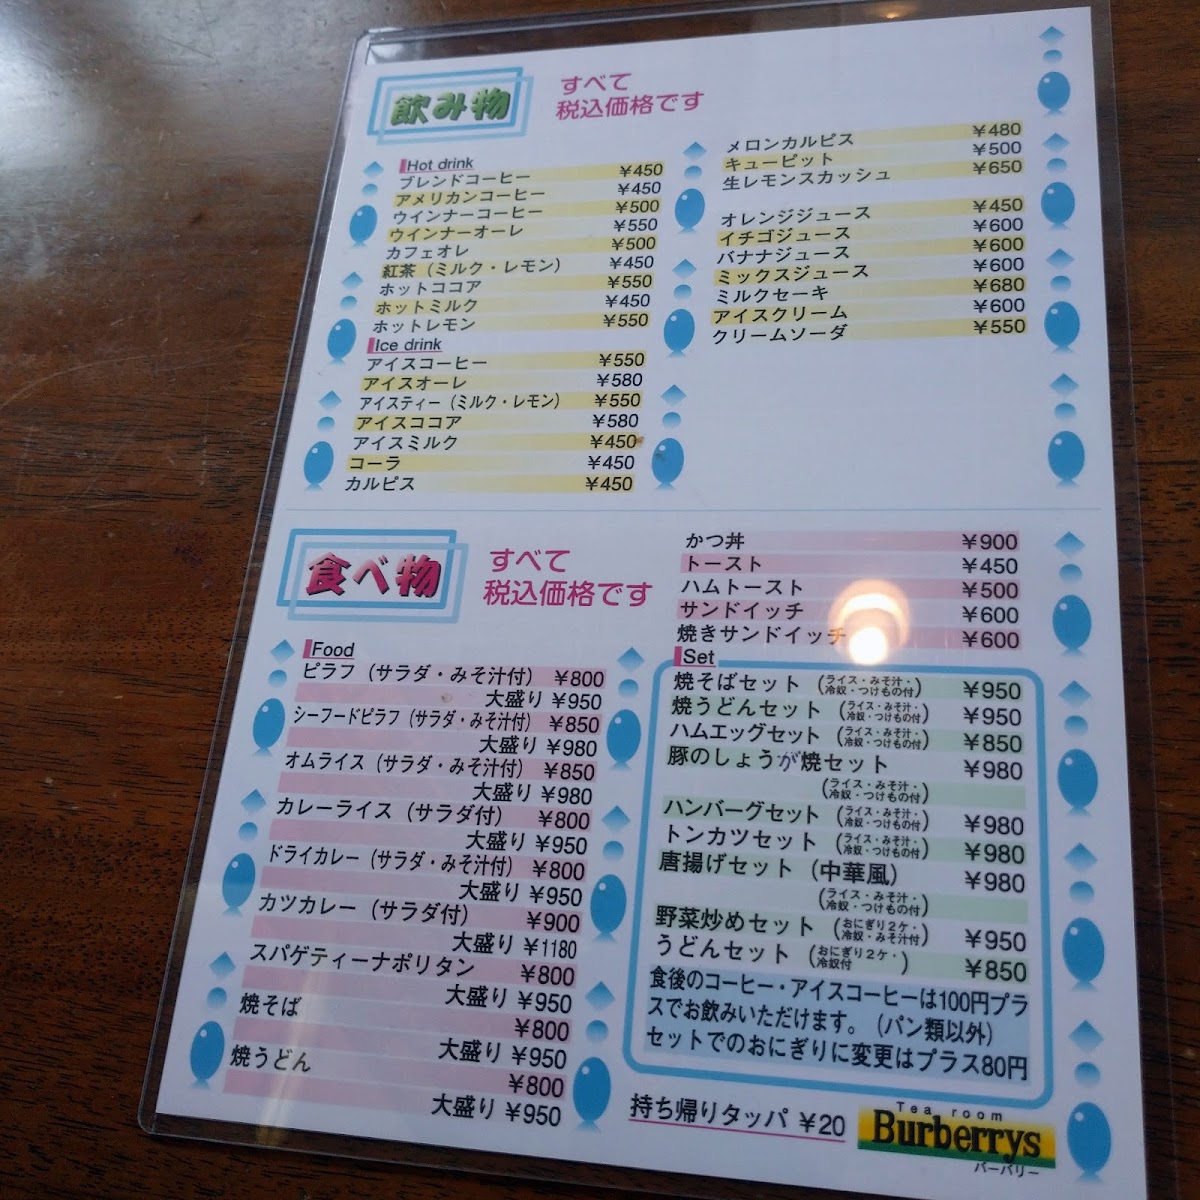 飲み物
すべて
税込価格です
Hot drink
ブレンドコーヒー ¥450
アメリカンコーヒー ¥450
ウインナーコーヒー ¥500
ウインナーオーレ ¥550
カフェオレ ¥500
紅茶（ミルク・レモン） ¥450
ホットココア ¥550
ホットミルク ¥450
ホットレモン ¥550
Ice drink
アイスコーヒー ¥550
アイスオーレ ¥580
アイスティー（ミルク・レモン） ¥550
アイスココア ¥580
アイスミルク ¥450
コーラ ¥450
カルピス ¥450
メロンカルピス ¥480
キューピット ¥500
生レモンスカッシュ ¥650
オレンジジュース ¥450
イチゴジュース ¥600
バナナジュース ¥600
ミックスジュース ¥600
ミルクセーキ ¥680
アイスクリーム ¥600
クリームソーダ ¥550
食べ物
すべて
税込価格です
Food
ピラフ（サラダ・みそ汁付） ¥800
大盛り ¥950
シーフードピラフ（サラダ・みそ汁付） ¥850
大盛り ¥980
オムライス（サラダ・みそ汁付） ¥850
大盛り ¥980
カレーライス（サラダ付） ¥800
大盛り ¥950
ドライカレー（サラダ・みそ汁付） ¥800
大盛り ¥950
カツカレー（サラダ付） ¥900
大盛り ¥1180
スパゲティーナポリタン ¥800
大盛り ¥950
焼そば ¥800
大盛り ¥950
焼うどん ¥800
大盛り ¥950
かつ丼 ¥900
トースト ¥450
ハムトースト ¥500
サンドイッチ ¥600
焼きサンドイッチ ¥600
Set
焼そばセット（ライス・みそ汁・冷奴・つけもの付） ¥950
焼うどんセット（ライス・みそ汁・冷奴・つけもの付） ¥950
ハムエッグセット（ライス・みそ汁・冷奴・つけもの付） ¥850
豚のしょうが焼セット ¥980
（ライス・みそ汁・冷奴・つけもの付）
ハンバーグセット（ライス・みそ汁・冷奴・つけもの付） ¥980
トンカツセット（ライス・みそ汁・冷奴・つけもの付） ¥980
唐揚げセット（中華風） ¥980
（ライス・みそ汁・冷奴・つけもの付）
野菜炒めセット（おにぎり2ケ・冷奴・みそ汁付） ¥950
うどんセット（おにぎり2ケ・冷奴付） ¥850
食後のコーヒー・アイスコーヒーは100円プラ
スでお飲みいただけます。（パン類以外）
セットでのおにぎりに変更はプラス80円
持ち帰りタッパ ¥20
Tea room
Burberrys
バーバリー